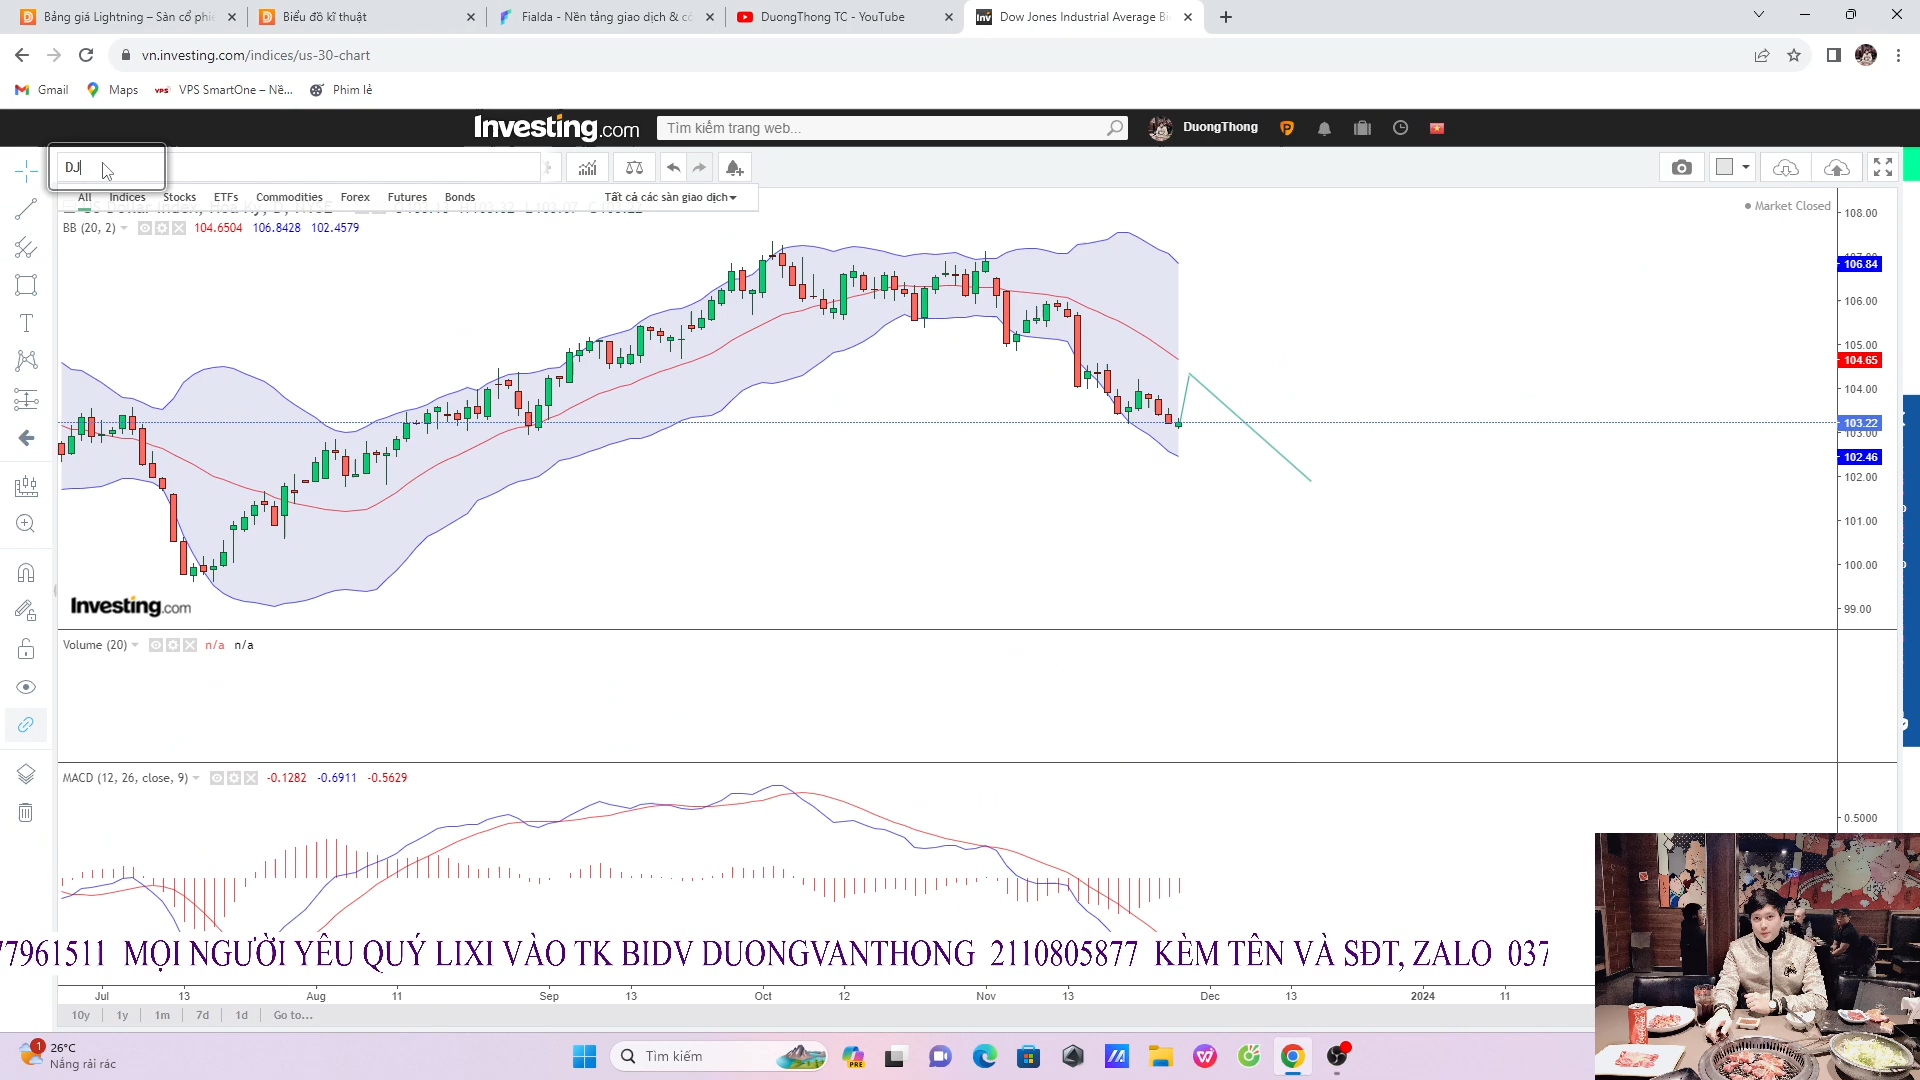 Bảng giá Lightning – Sàn cổ phi
Biểu đồ kĩ thuật
Fialda - Nền tảng giao dịch & có
DuongThong TC - YouTube
Dow Jones Industrial Average Bi
vn.investing.com/indices/us-30-chart
Gmail
Maps
VPS SmartOne – Nề...
Phim lẻ
Investing.com
Tìm kiếm trang web...
DuongThong
DJ
All
Indices
Stocks
ETFs
Commodities
Forex
Futures
Bonds
Tất cả các sàn giao dịch
Market Closed
BB (20, 2)
104.6504
106.8428
102.4579
108.00
106.84
106.00
105.00
104.65
104.00
103.22
103.00
102.46
102.00
101.00
100.00
99.00
Investing.com
Volume (20)
n/a
n/a
MACD (12, 26, close, 9)
-0.1282
-0.6911
-0.5629
0.5000
77961511 MỌI NGƯỜI YÊU QUÝ LIXI VÀO TK BIDV DUONGVANTHONG 2110805877 KÈM TÊN VÀ SĐT, ZALO 037
Jul
13
Aug
11
Sep
13
Oct
12
Nov
13
Dec
13
2024
11
10y
1y
1m
7d
1d
Go to...
1
26°C
Nắng rải rác
Tìm kiếm
PRE